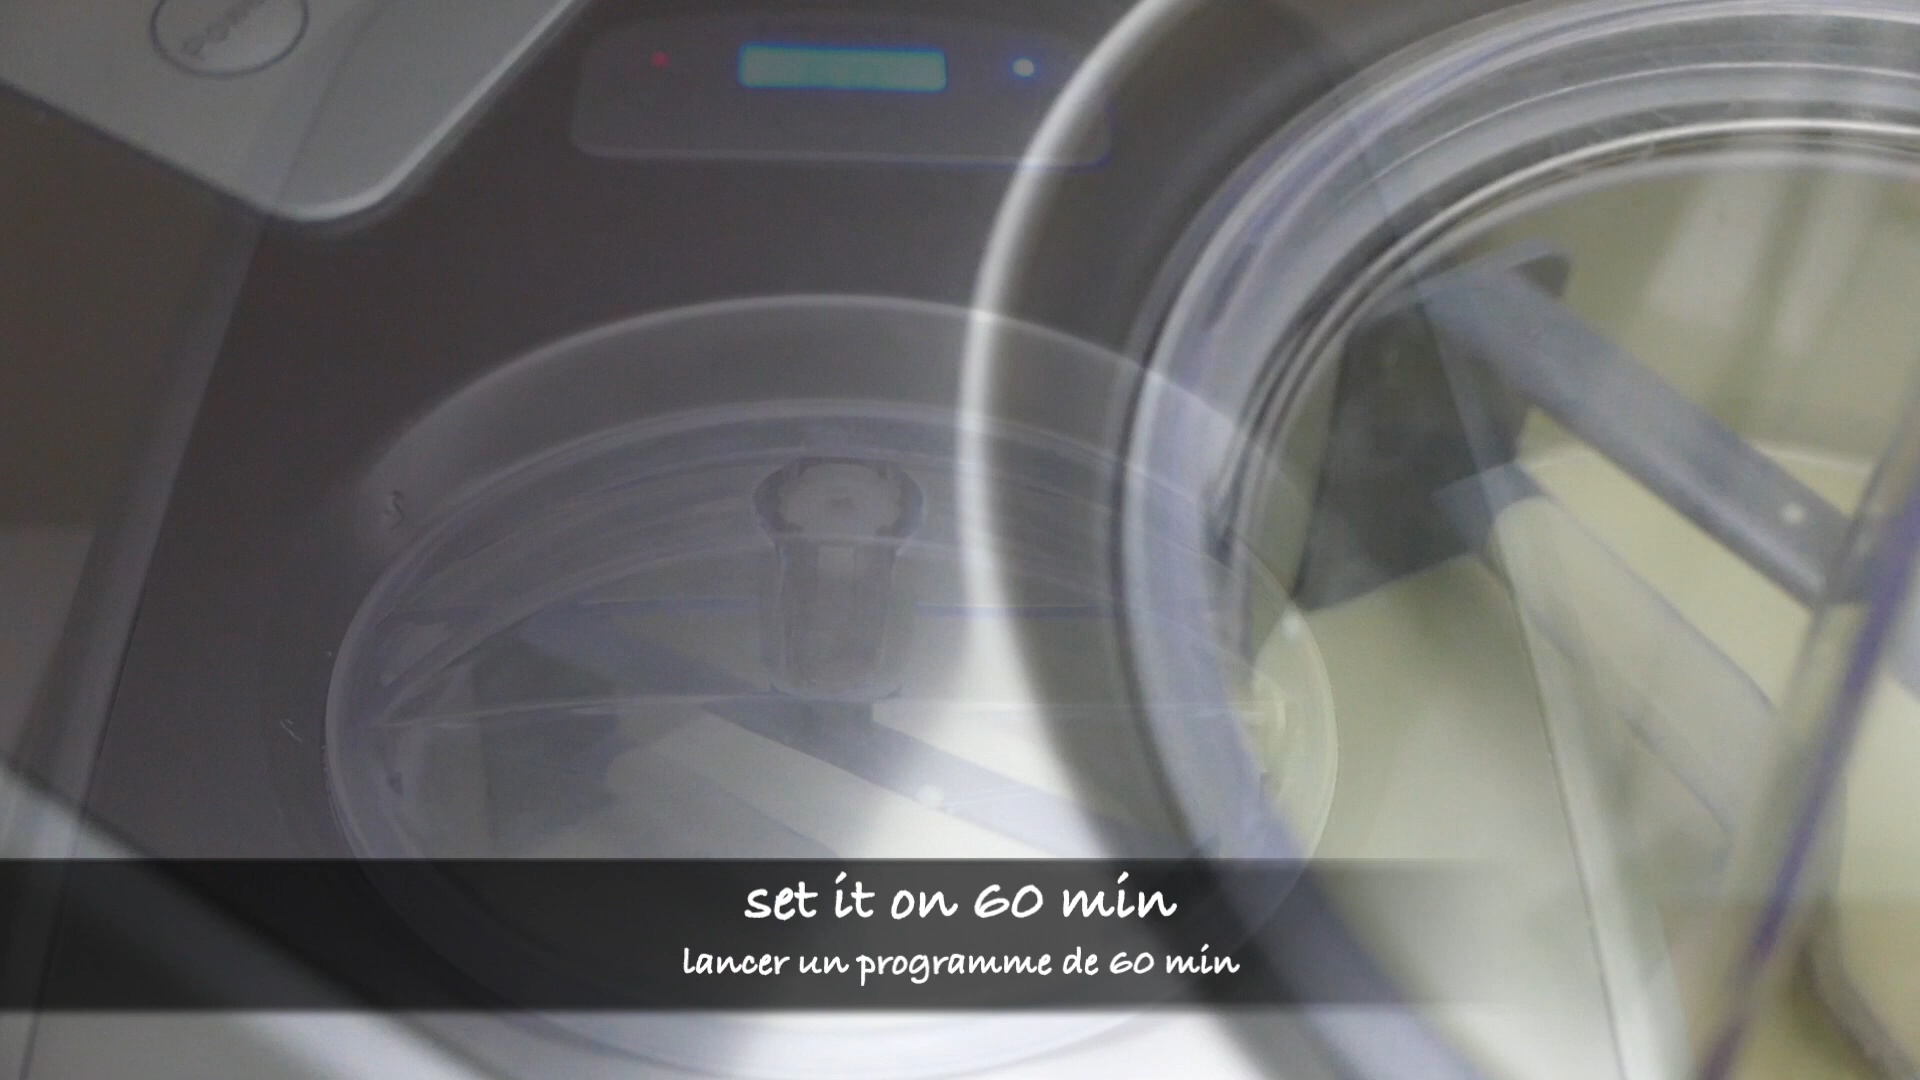 set it on 60 min
lancer un programme de 60 min